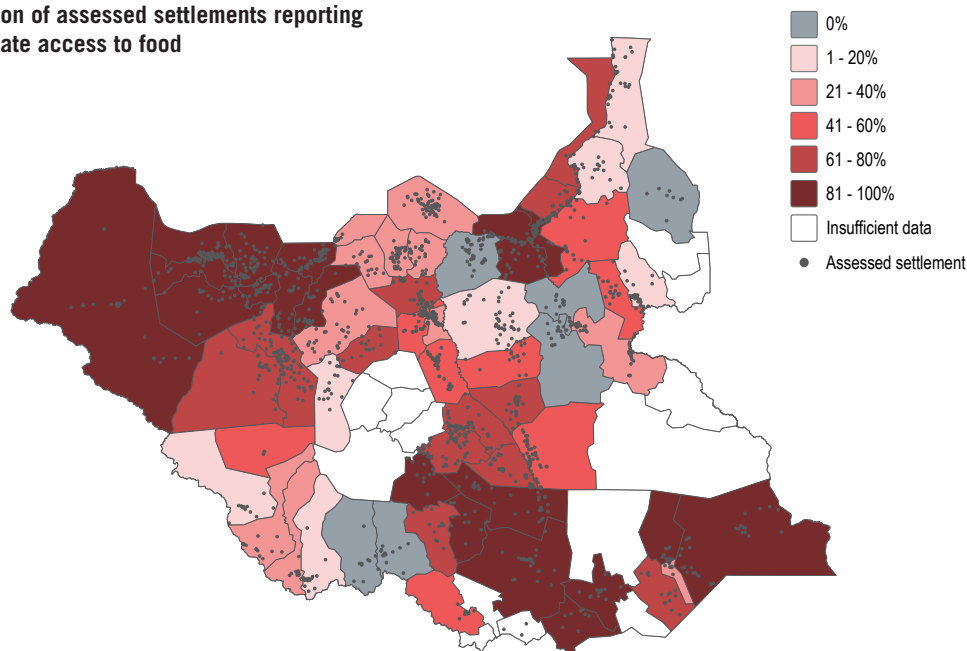 on of assessed settlements reporting
ate access to food
0%
1 - 20%
21 - 40%
41 - 60%
61 - 80%
81 - 100%
Insufficient data
Assessed settlement